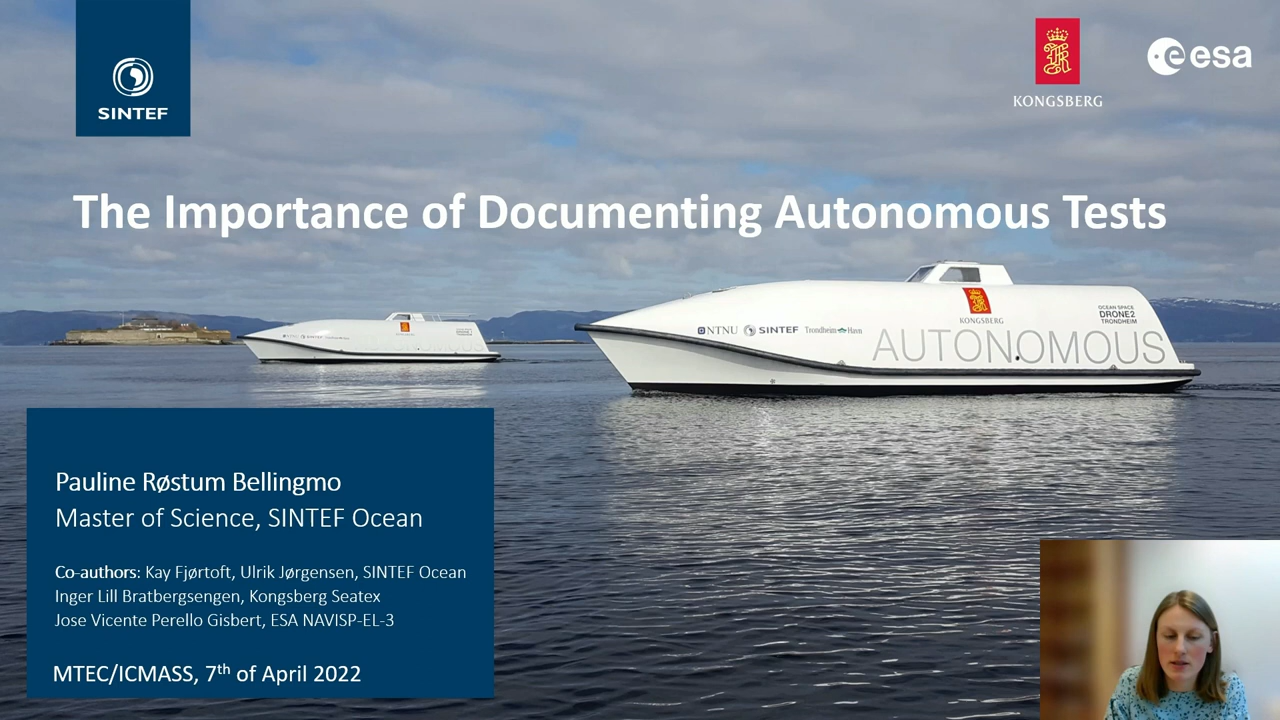 SINTEF
KONGSBERG
esa
The Importance of Documenting Autonomous Tests
KONGSBERG
NTNU SINTEF Trondheim Havn
OCEAN SPACE
DRONE2
TRONDHEIM
AUTONOMOUS
Pauline Røstum Bellingmo
Master of Science, SINTEF Ocean
Co-authors: Kay Fjørtoft, Ulrik Jørgensen, SINTEF Ocean
Inger Lill Bratbergsengen, Kongsberg Seatex
Jose Vicente Perello Gisbert, ESA NAVISP-EL-3
MTEC/ICMASS, 7th of April 2022